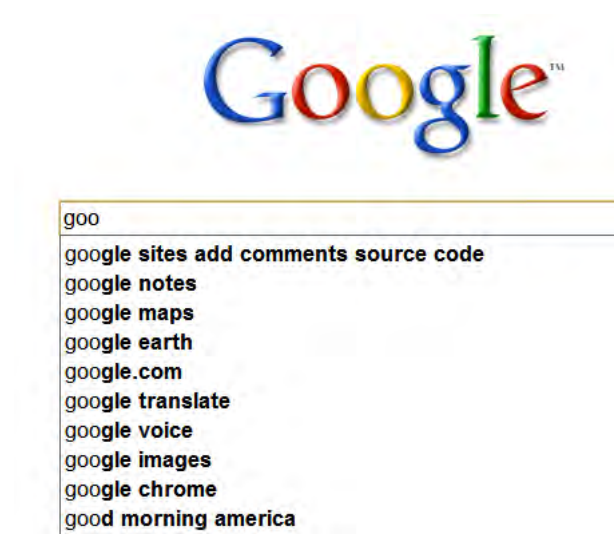 Google™
goo
google sites add comments source code
google notes
google maps
google earth
google.com
google translate
google voice
google images
google chrome
good morning america